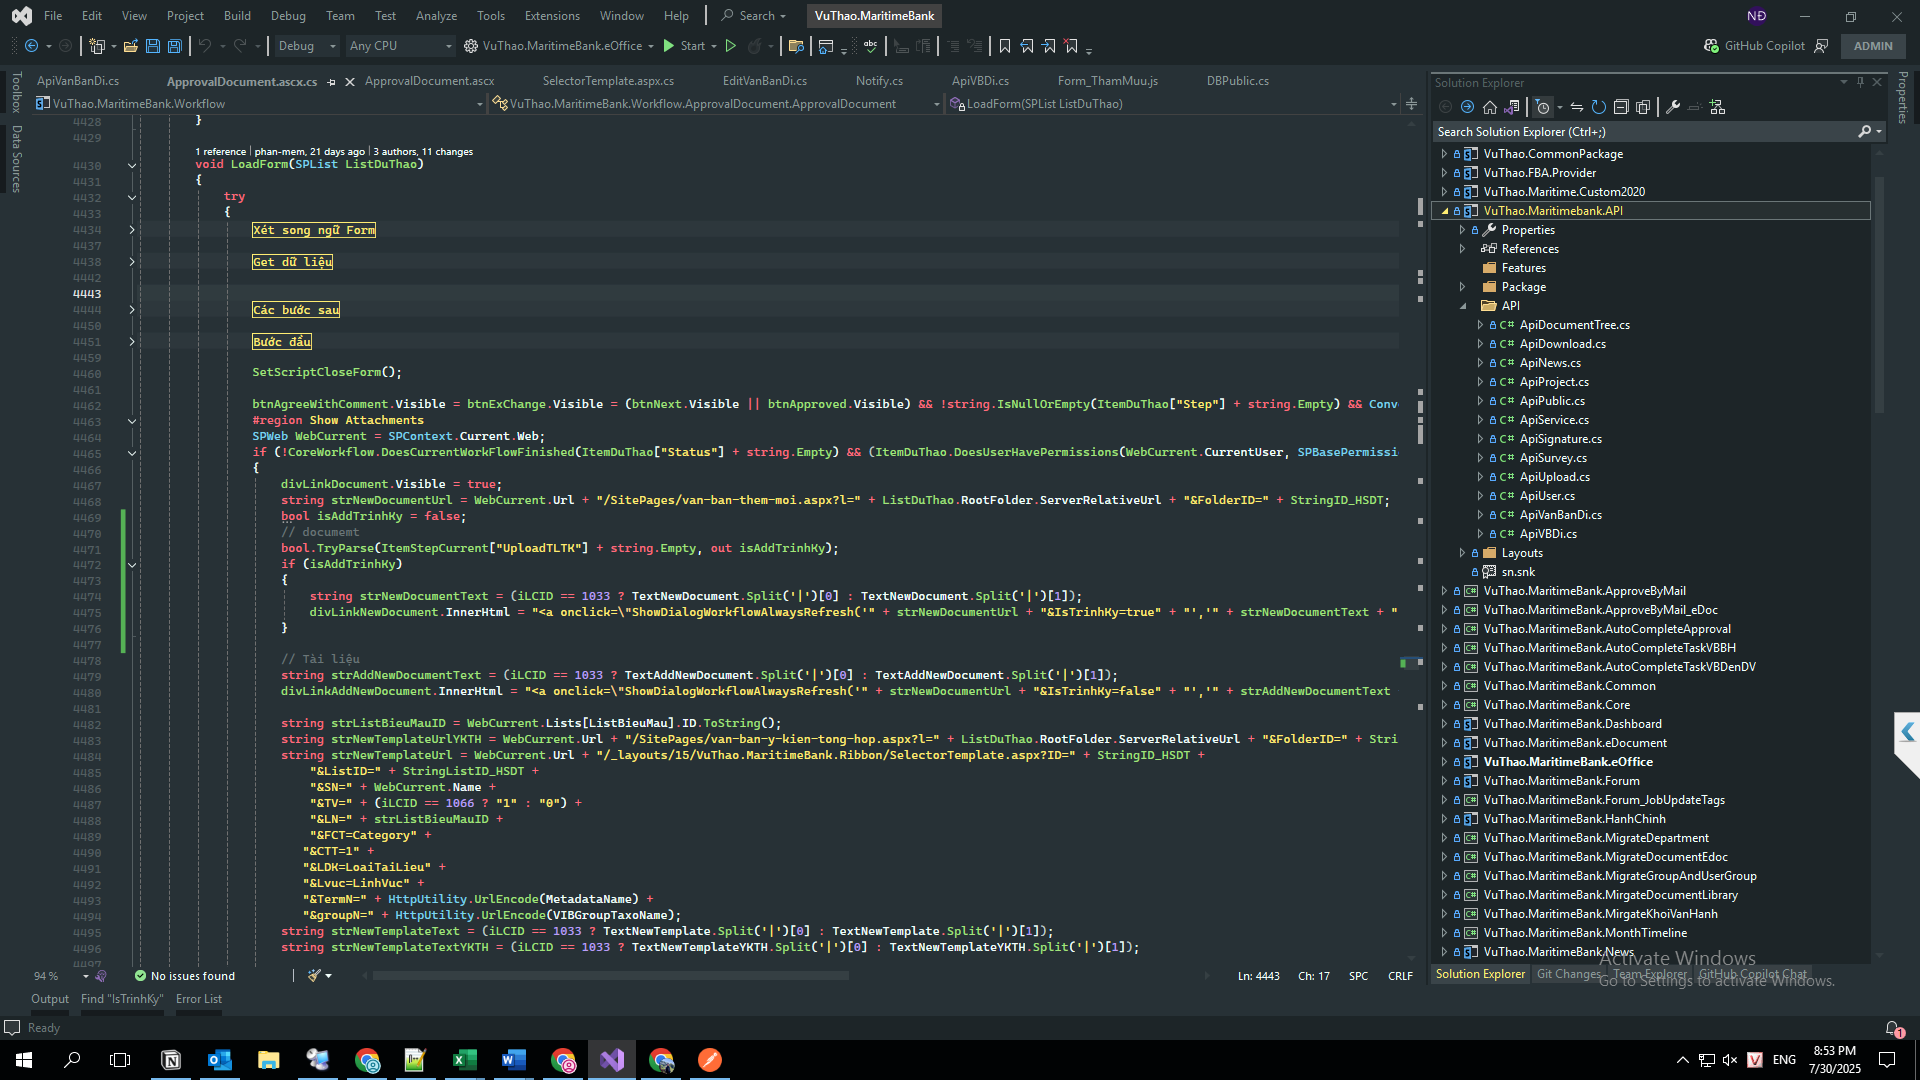 File Edit View Project Build Debug Team Test Analyze Tools Extensions Window Help Search VuThao.MaritimeBank NĐ
Debug Any CPU VuThao.MaritimeBank.eOffice Start GitHub Copilot ADMIN
ApiVanBanDi.cs ApprovalDocument.ascx.cs ApprovalDocument.ascx SelectorTemplate.aspx.cs EditVanBanDi.cs Notify.cs ApiVBDi.cs Form_ThamMuu.js DBPublic.cs
VuThao.MaritimeBank.Workflow VuThao.MaritimeBank.Workflow.ApprovalDocument.ApprovalDocument LoadForm(SPList ListDuThao)
Toolbox
Data Sources
4428 }
4429
1 reference | phan-mem, 21 days ago | 3 authors, 11 changes
4430 void LoadForm(SPList ListDuThao)
4431 {
4432 try
4433 {
4434 Xét song ngữ Form
4437
4438 Get dữ liệu
4442
4443
4444 Các bước sau
4450
4451 Bước đầu
4459
4460 SetScriptCloseForm();
4461
4462 btnAgreeWithComment.Visible = btnExChange.Visible = (btnNext.Visible || btnApproved.Visible) && !string.IsNullOrEmpty(ItemDuThao["Step"] + string.Empty) && Conv
4463 #region Show Attachments
4464 SPWeb WebCurrent = SPContext.Current.Web;
4465 if (!CoreWorkflow.DoesCurrentWorkFlowFinished(ItemDuThao["Status"] + string.Empty) && (ItemDuThao.DoesUserHavePermissions(WebCurrent.CurrentUser, SPBasePermissi
4466 {
4467 divLinkDocument.Visible = true;
4468 string strNewDocumentUrl = WebCurrent.Url + "/SitePages/van-ban-them-moi.aspx?l=" + ListDuThao.RootFolder.ServerRelativeUrl + "&FolderID=" + StringID_HSDT;
4469 bool isAddTrinhKy = false;
4470 // documemt
4471 bool.TryParse(ItemStepCurrent["UploadTLTK"] + string.Empty, out isAddTrinhKy);
4472 if (isAddTrinhKy)
4473 {
4474 string strNewDocumentText = (iLCID == 1033 ? TextNewDocument.Split('|')[0] : TextNewDocument.Split('|')[1]);
4475 divLinkNewDocument.InnerHtml = "<a onclick=\"ShowDialogWorkflowAlwaysRefresh('" + strNewDocumentUrl + "&IsTrinhKy=true" + "','" + strNewDocumentText + "
4476 }
4477
4478 // Tài liệu
4479 string strAddNewDocumentText = (iLCID == 1033 ? TextAddNewDocument.Split('|')[0] : TextAddNewDocument.Split('|')[1]);
4480 divLinkAddNewDocument.InnerHtml = "<a onclick=\"ShowDialogWorkflowAlwaysRefresh('" + strNewDocumentUrl + "&IsTrinhKy=false" + "','" + strAddNewDocumentText
4481
4482 string strListBieuMauID = WebCurrent.Lists[ListBieuMau].ID.ToString();
4483 string strNewTemplateUrlYKTH = WebCurrent.Url + "/SitePages/van-ban-y-kien-tong-hop.aspx?l=" + ListDuThao.RootFolder.ServerRelativeUrl + "&FolderID=" + Stri
4484 string strNewTemplateUrl = WebCurrent.Url + "/_layouts/15/VuThao.MaritimeBank.Ribbon/SelectorTemplate.aspx?ID=" + StringID_HSDT +
4485 "&ListID=" + StringListID_HSDT +
4486 "&SN=" + WebCurrent.Name +
4487 "&TV=" + (iLCID == 1066 ? "1" : "0") +
4488 "&LN=" + strListBieuMauID +
4489 "&FCT=Category" +
4490 "&CTT=1" +
4491 "&LDK=LoaiTaiLieu" +
4492 "&Lvuc=LinhVuc" +
4493 "&TermN=" + HttpUtility.UrlEncode(MetadataName) +
4494 "&groupN=" + HttpUtility.UrlEncode(VIBGroupTaxoName);
4495 string strNewTemplateText = (iLCID == 1033 ? TextNewTemplate.Split('|')[0] : TextNewTemplate.Split('|')[1]);
4496 string strNewTemplateTextYKTH = (iLCID == 1033 ? TextNewTemplateYKTH.Split('|')[0] : TextNewTemplateYKTH.Split('|')[1]);
4497
94 % No issues found Ln: 4443 Ch: 17 SPC CRLF
Output Find "IsTrinhKy" Error List
Ready
Solution Explorer
Search Solution Explorer (Ctrl+;)
VuThao.CommonPackage
VuThao.FBA.Provider
VuThao.Maritime.Custom2020
VuThao.Maritimebank.API
Properties
References
Features
Package
API
C# ApiDocumentTree.cs
C# ApiDownload.cs
C# ApiNews.cs
C# ApiProject.cs
C# ApiPublic.cs
C# ApiService.cs
C# ApiSignature.cs
C# ApiSurvey.cs
C# ApiUpload.cs
C# ApiUser.cs
C# ApiVanBanDi.cs
C# ApiVBDi.cs
Layouts
sn.snk
VuThao.MaritimeBank.ApproveByMail
VuThao.MaritimeBank.ApproveByMail_eDoc
VuThao.MaritimeBank.AutoCompleteApproval
VuThao.MaritimeBank.AutoCompleteTaskVBBH
VuThao.MaritimeBank.AutoCompleteTaskVBDenDV
VuThao.MaritimeBank.Common
VuThao.MaritimeBank.Core
VuThao.MaritimeBank.Dashboard
VuThao.MaritimeBank.eDocument
VuThao.MaritimeBank.eOffice
VuThao.MaritimeBank.Forum
VuThao.MaritimeBank.Forum_JobUpdateTags
VuThao.MaritimeBank.HanhChinh
VuThao.MaritimeBank.MigrateDepartment
VuThao.MaritimeBank.MigrateDocumentEdoc
VuThao.MaritimeBank.MigrateGroupAndUserGroup
VuThao.MaritimeBank.MirgateDocumentLibrary
VuThao.MaritimeBank.MirgateKhoiVanHanh
VuThao.MaritimeBank.MonthTimeline
VuThao.MaritimeBank.News
Solution Explorer Git Changes Team Explorer GitHub Copilot Chat
Properties
Activate Windows
Go to Settings to activate Windows.
1
ENG
8:53 PM
7/30/2025